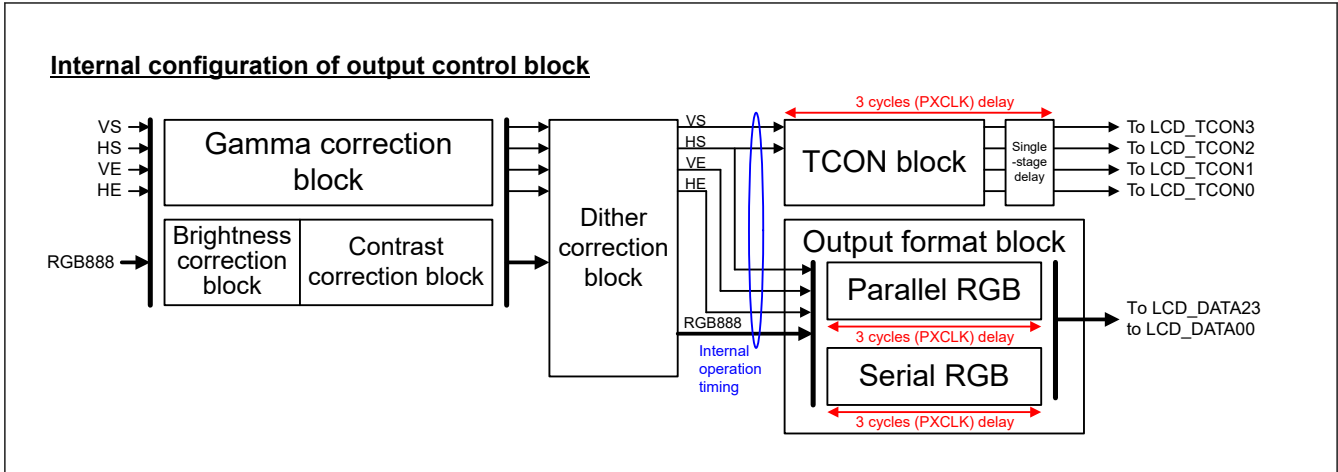 Internal configuration of output control block
VS
HS
VE
HE
RGB888
Gamma correction
block
Brightness
correction
block
Contrast
correction block
Dither
correction
block
VS
HS
VE
HE
RGB888
Internal
operation
timing
3 cycles (PXCLK) delay
TCON block
Single
-stage
delay
To LCD_TCON3
To LCD_TCON2
To LCD_TCON1
To LCD_TCON0
Output format block
Parallel RGB
3 cycles (PXCLK) delay
Serial RGB
3 cycles (PXCLK) delay
To LCD_DATA23
to LCD_DATA00